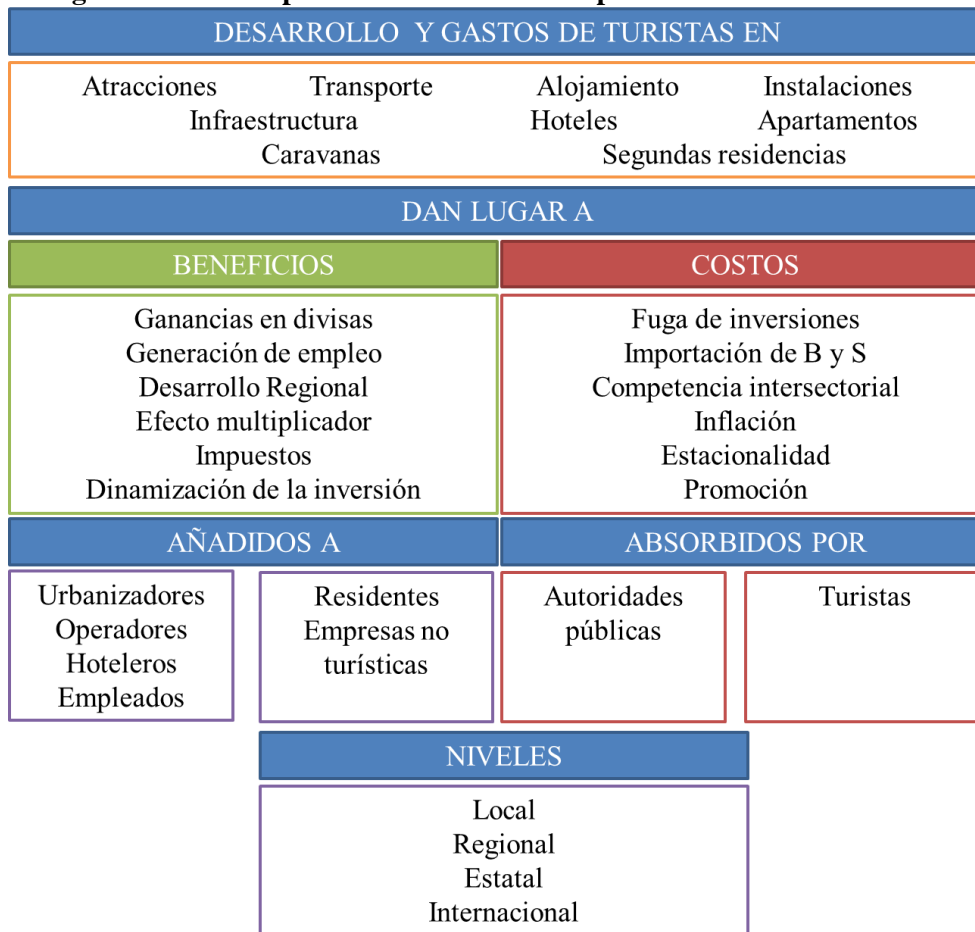 DESARROLLO Y GASTOS DE TURISTAS EN
Atracciones Transporte Alojamiento Instalaciones
Infraestructura Hoteles Apartamentos
Caravanas Segundas residencias
DAN LUGAR A
BENEFICIOS
Ganancias en divisas
Generación de empleo
Desarrollo Regional
Efecto multiplicador
Impuestos
Dinamización de la inversión
COSTOS
Fuga de inversiones
Importación de B y S
Competencia intersectorial
Inflación
Estacionalidad
Promoción
AÑADIDOS A
Urbanizadores
Operadores
Hoteleros
Empleados
Residentes
Empresas no
turísticas
ABSORBIDOS POR
Autoridades
públicas
Turistas
NIVELES
Local
Regional
Estatal
Internacional